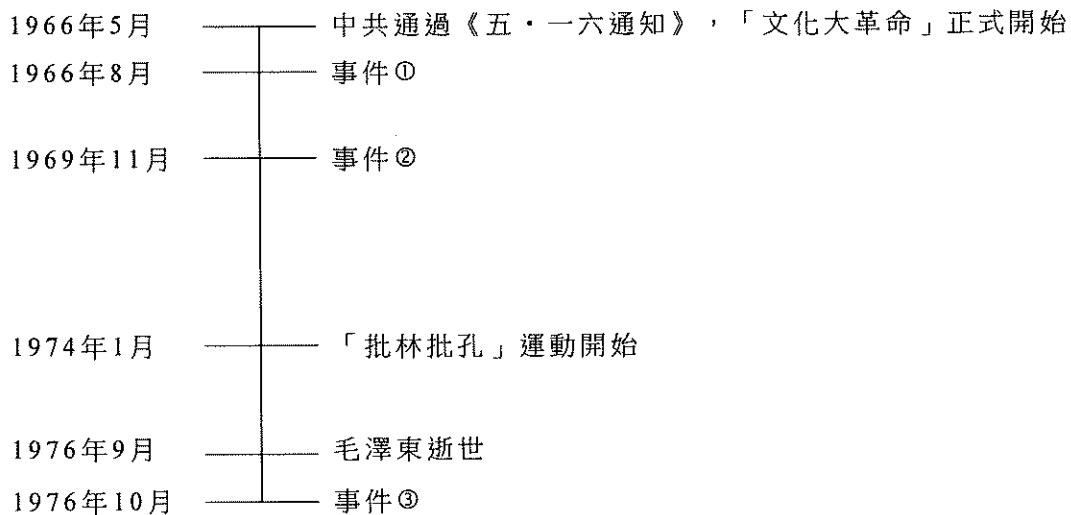 1966年5月 中共通過《五·一六通知》，「文化大革命」正式開始
1966年8月 事件①
1969年11月 事件②
1974年1月 「批林批孔」運動開始
1976年9月 毛澤東逝世
1976年10月 事件③